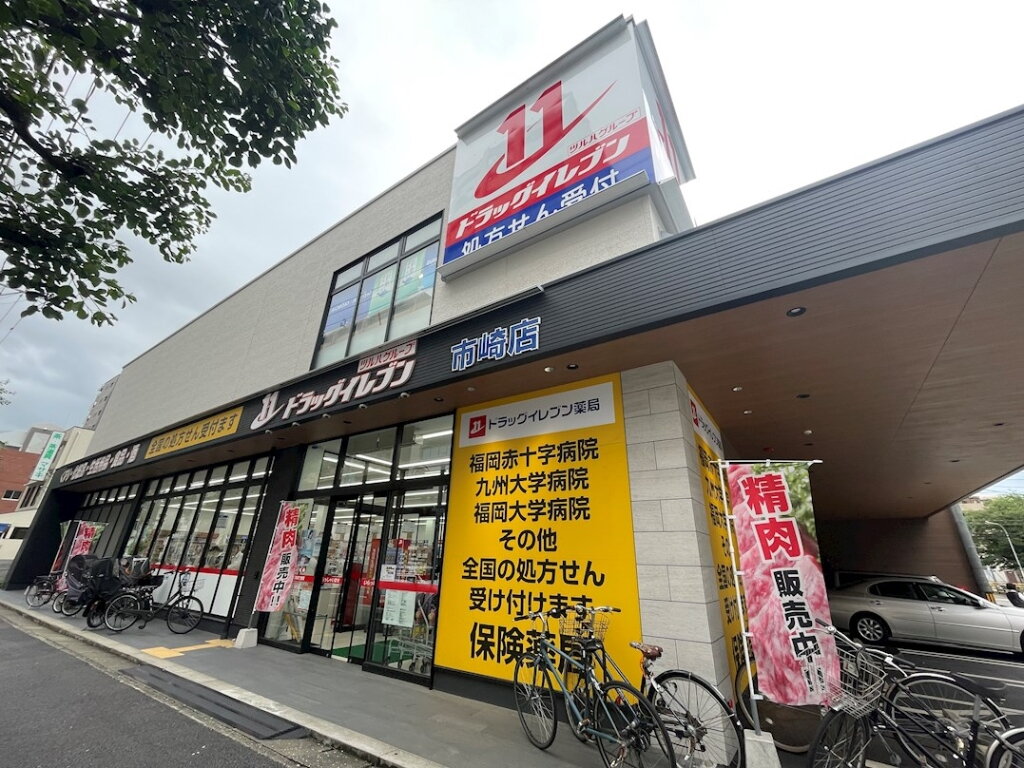 ツルハグループ
ドラッグイレブン
処方せん受付
ツルハグループ
ドラッグイレブン
市崎店
全国の処方せん受付ます
ドラッグイレブン薬局
福岡赤十字病院
九州大学病院
福岡大学病院
その他
全国の処方せん
受け付けます
保険薬局
精肉
販売中!!
精肉
販売中